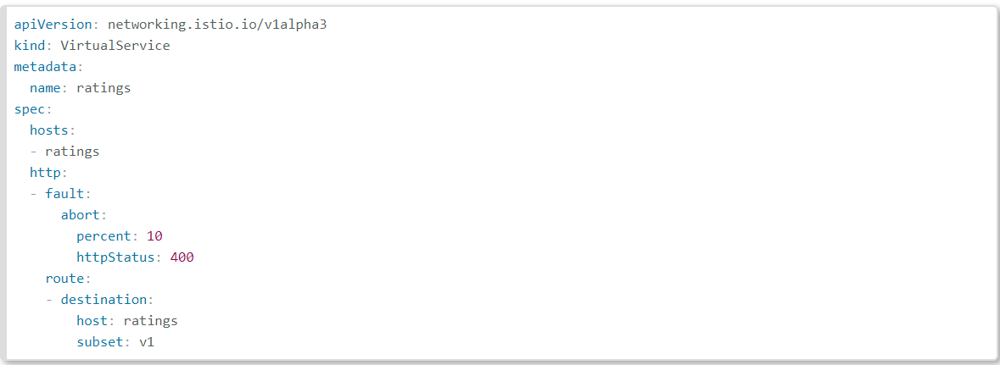 apiVersion: networking.istio.io/v1alpha3
kind: VirtualService
metadata:
  name: ratings
spec:
  hosts:
  - ratings
  http:
  - fault:
      abort:
        percent: 10
        httpStatus: 400
    route:
    - destination:
        host: ratings
        subset: v1